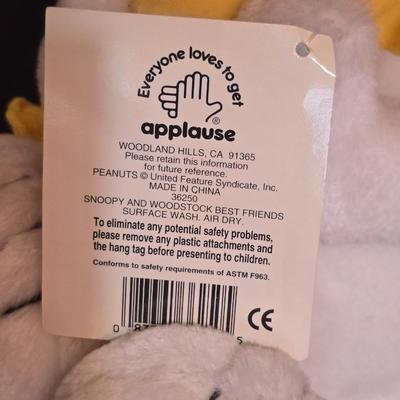 Everyone loves to get
applause®
WOODLAND HILLS, CA 91365
Please retain this information
for future reference.
PEANUTS © United Feature Syndicate, Inc.
MADE IN CHINA
36250
SNOOPY AND WOODSTOCK BEST FRIENDS
SURFACE WASH. AIR DRY.
To eliminate any potential safety problems,
please remove any plastic attachments and
the hang tag before presenting to children.
Conforms to safety requirements of ASTM F963.
CE
0 5